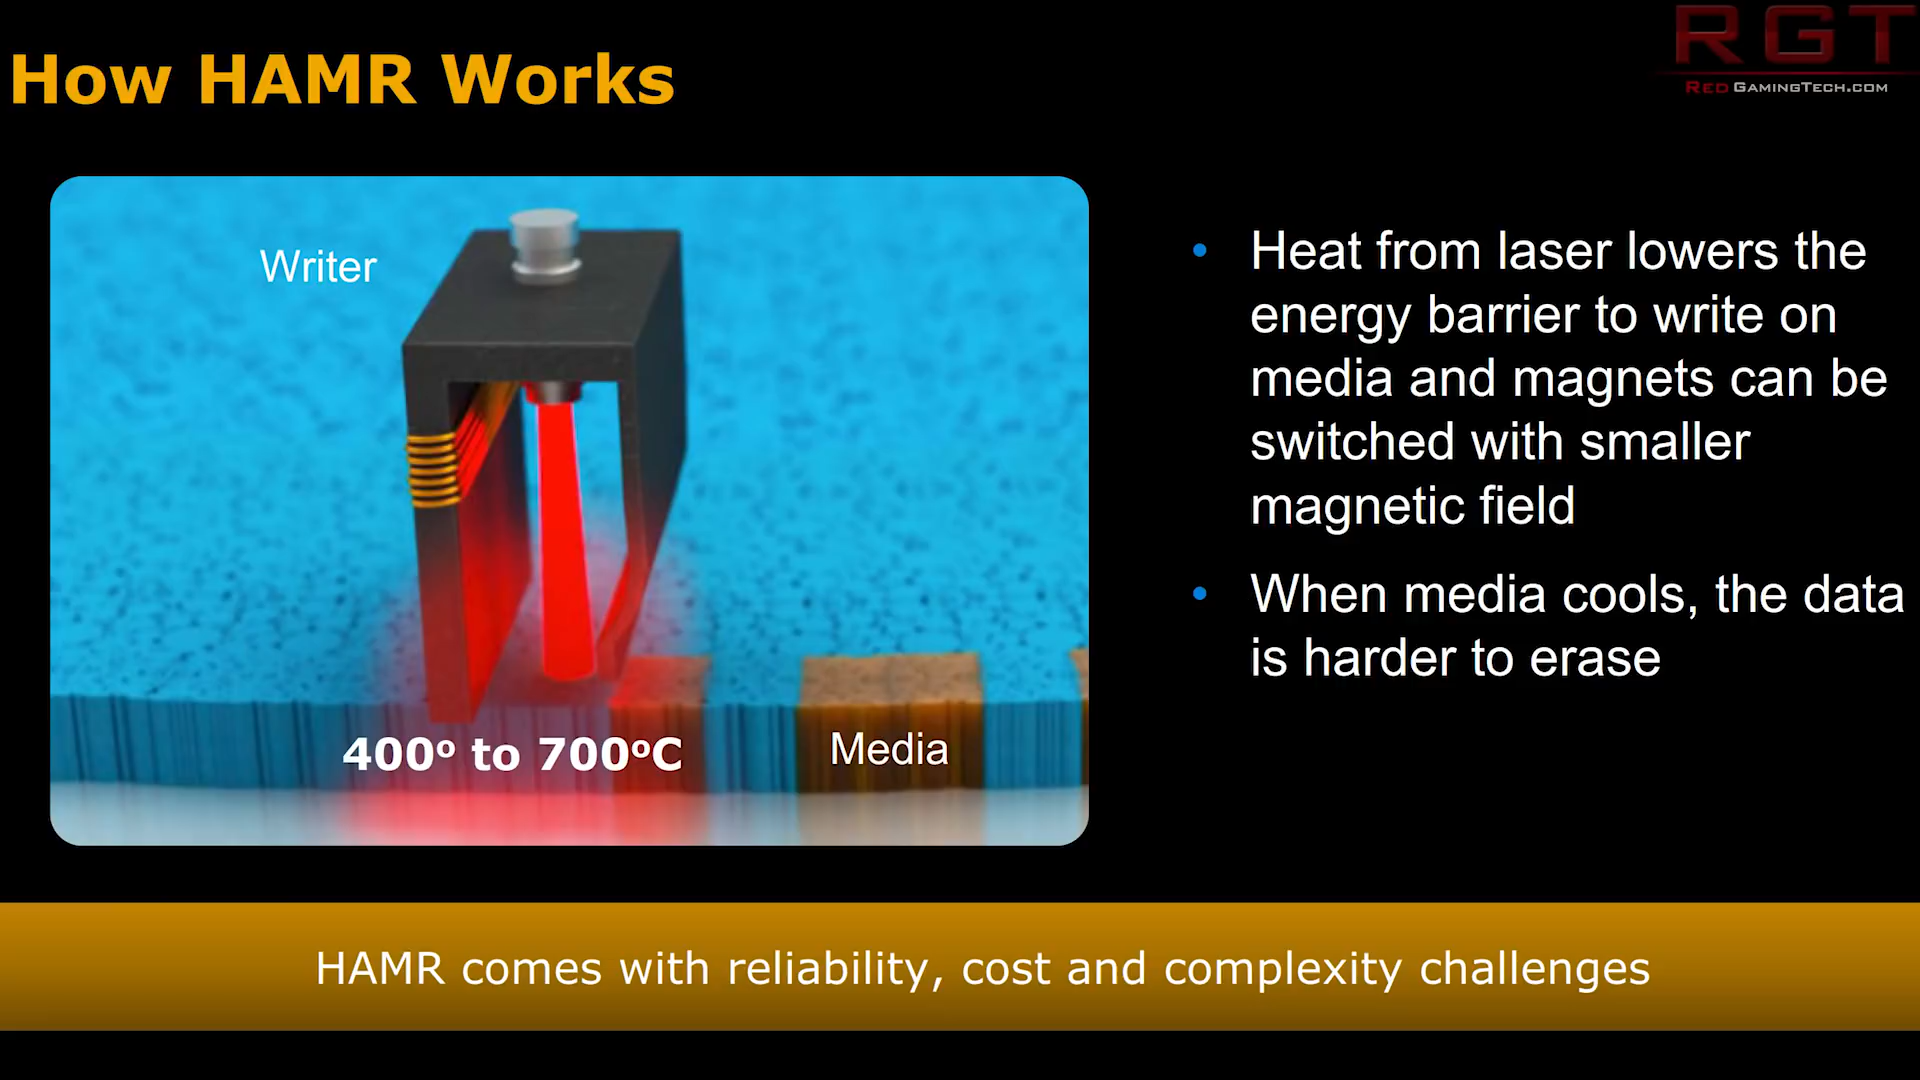 RGT
RedGamingTech.com
How HAMR Works
Writer
400º to 700ºC
Media
• Heat from laser lowers the
energy barrier to write on
media and magnets can be
switched with smaller
magnetic field
• When media cools, the data
is harder to erase
HAMR comes with reliability, cost and complexity challenges